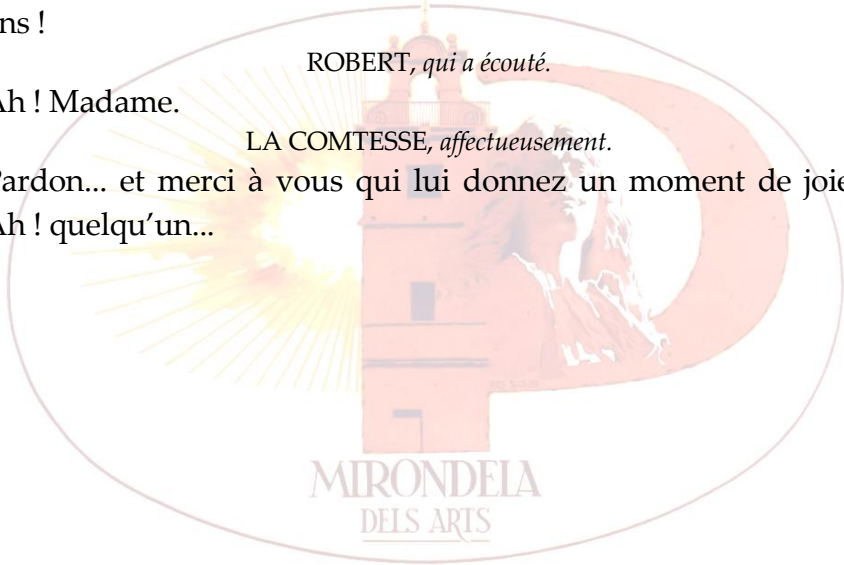 ns !
ROBERT, qui a écouté.
Ah ! Madame.
LA COMTESSE, affectueusement.
Pardon... et merci à vous qui lui donnez un moment de joie
Ah ! quelqu'un...
MIRONDELA
DELS ARTS